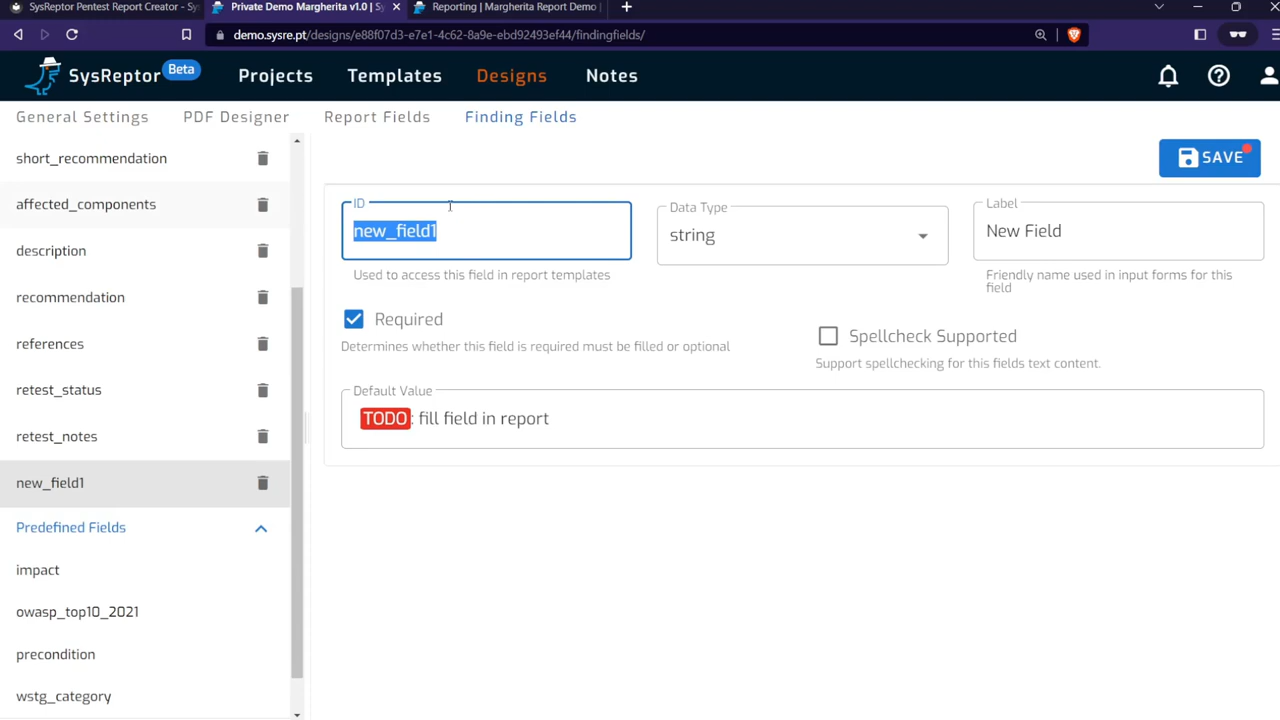 SysReptor Pentest Report Creator - Sy
Private Demo Margherita v1.0 | Sy
Reporting | Margherita Report Demo
demo.sysre.pt/designs/e88f07d3-e7e1-4c62-8a9e-ebd92493ef44/findingfields/
SysReptor Beta
Projects
Templates
Designs
Notes
General Settings
PDF Designer
Report Fields
Finding Fields
short_recommendation
affected_components
description
recommendation
references
retest_status
retest_notes
new_field1
Predefined Fields
impact
owasp_top10_2021
precondition
wstg_category
SAVE
ID
new_field1
Used to access this field in report templates
Data Type
string
Label
New Field
Friendly name used in input forms for this
field
Required
Determines whether this field is required must be filled or optional
Spellcheck Supported
Support spellchecking for this fields text content.
Default Value
TODO: fill field in report